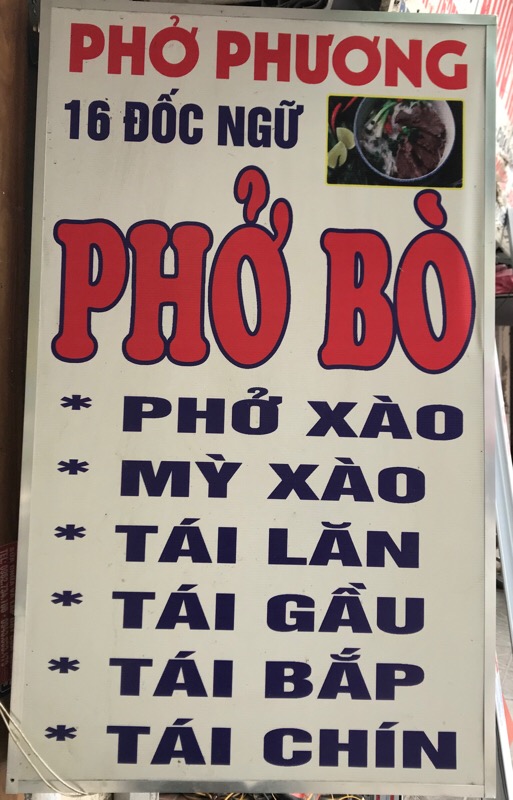 PHỞ PHƯƠNG
16 ĐỐC NGỮ
PHỞ BÒ
* PHỞ XÀO
* MỲ XÀO
* TÁI LĂN
* TÁI GẦU
* TÁI BẮP
* TÁI CHÍN